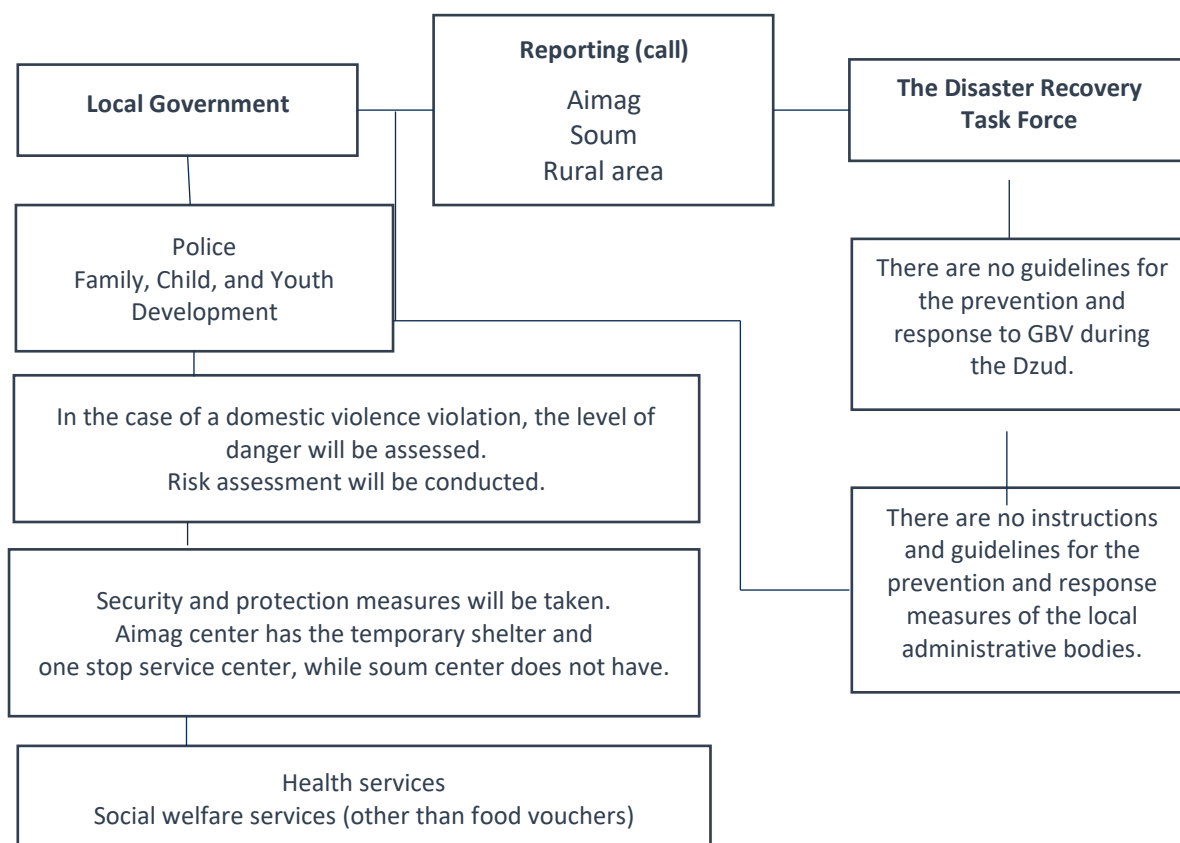 Reporting (call)
Aimag
Soum
Rural area
Local Government
The Disaster Recovery
Task Force
Police
Family, Child, and Youth
Development
There are no guidelines for
the prevention and
response to GBV during
the Dzud.
In the case of a domestic violence violation, the level of
danger will be assessed.
Risk assessment will be conducted.
There are no instructions
and guidelines for the
prevention and response
measures of the local
administrative bodies.
Security and protection measures will be taken.
Aimag center has the temporary shelter and
one stop service center, while soum center does not have.
Health services
Social welfare services (other than food vouchers)